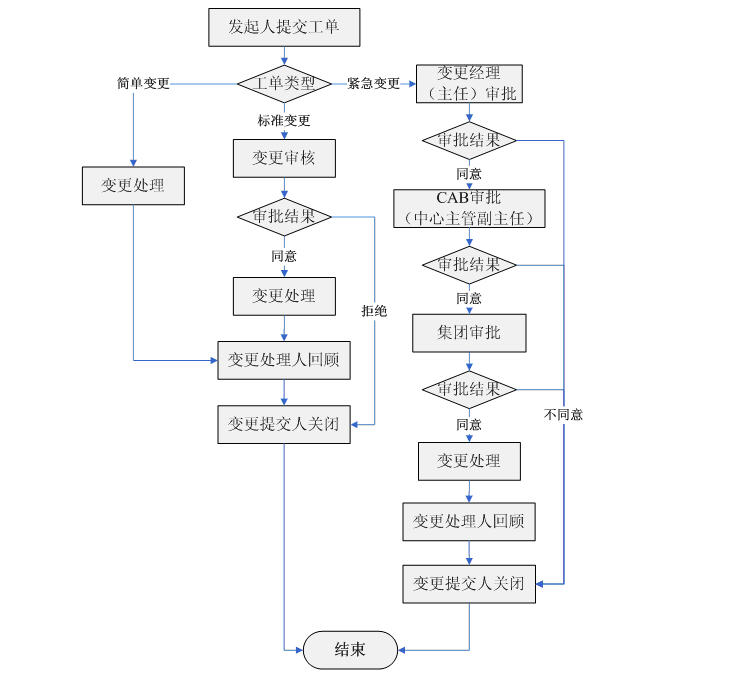 发起人提交工单
工单类型
简单变更
紧急变更
标准变更
变更处理
变更审核
审批结果
同意
拒绝
变更处理
变更处理人回顾
变更提交人关闭
变更经理
（主任）审批
审批结果
同意
CAB审批
（中心主管副主任）
审批结果
同意
集团审批
审批结果
同意
不同意
变更处理
变更处理人回顾
变更提交人关闭
结束